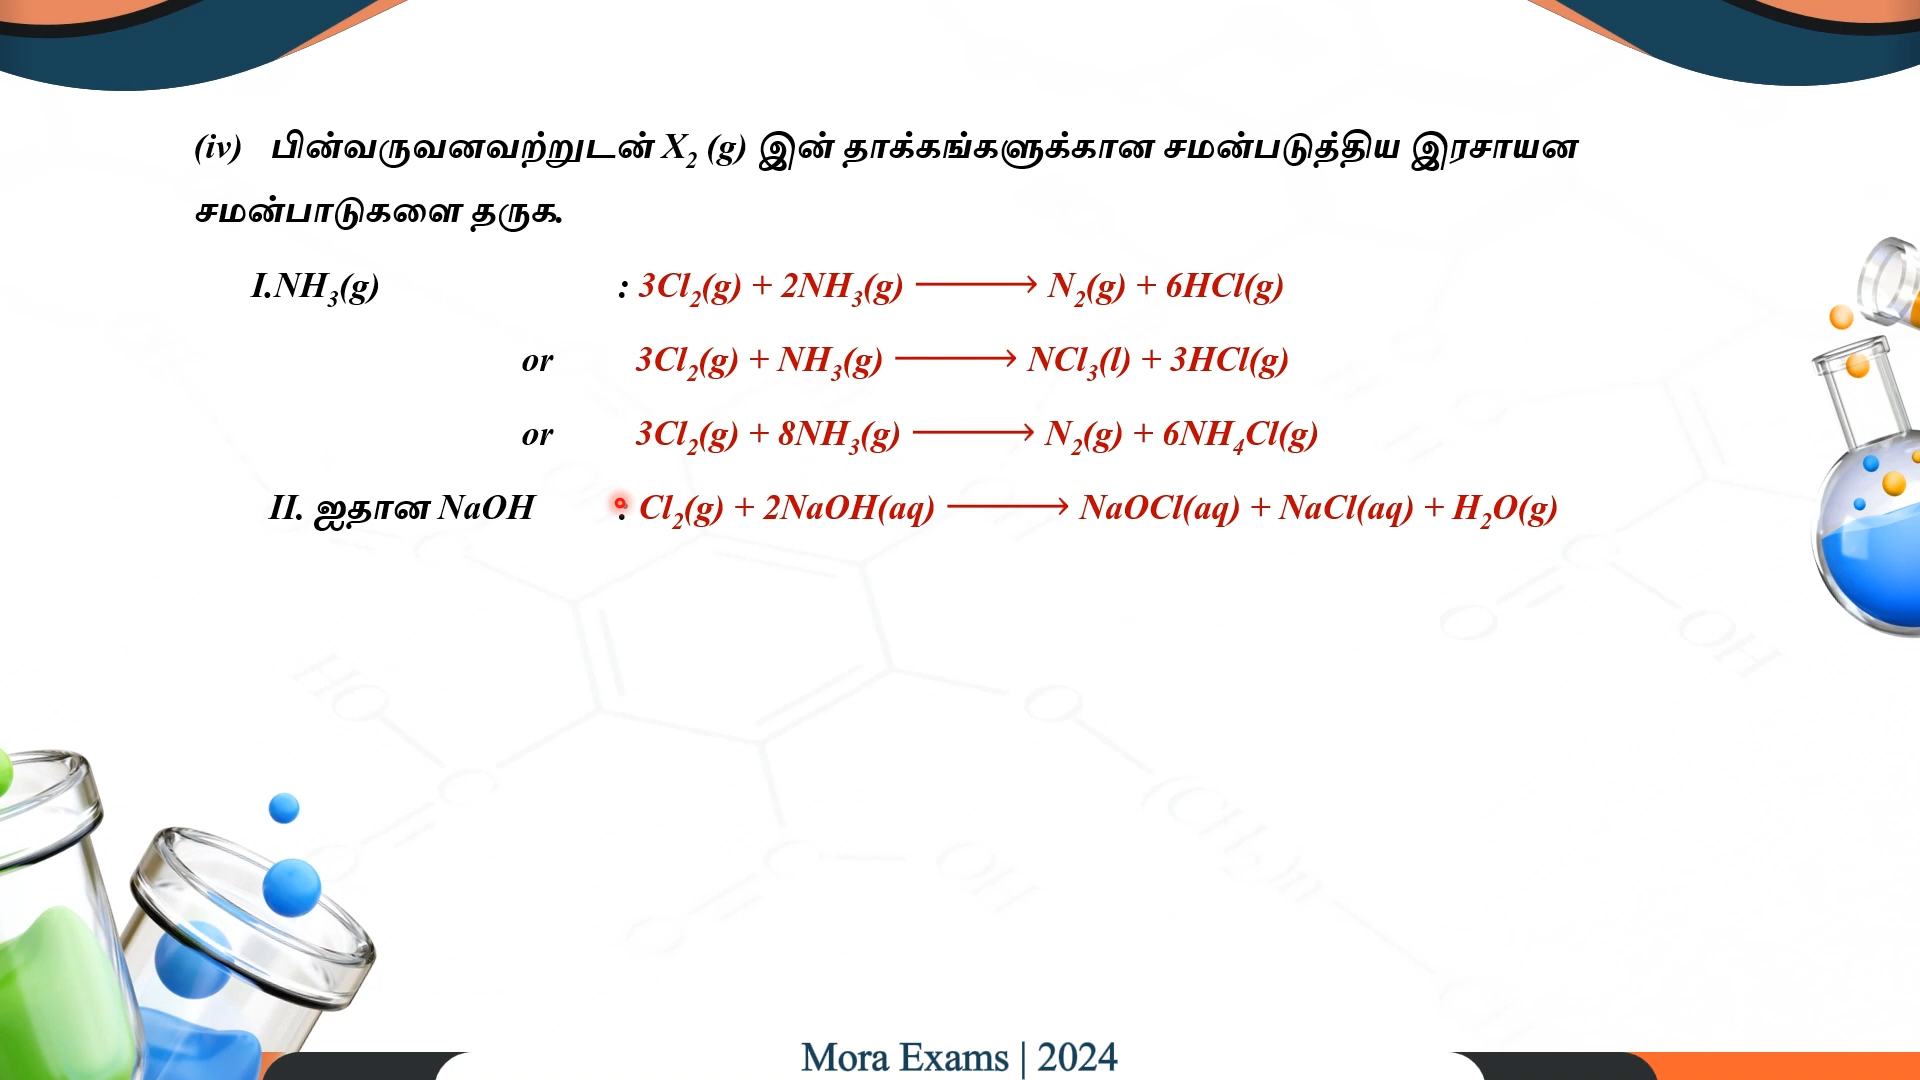 (iv) பின்வருவனவற்றுடன் X₂ (g) இன் தாக்கங்களுக்கான சமன்படுத்திய இரசாயன
சமன்பாடுகளை தருக.
I.NH₃(g) : 3Cl₂(g) + 2NH₃(g) ⟶ N₂(g) + 6HCl(g)
or 3Cl₂(g) + NH₃(g) ⟶ NCl₃(l) + 3HCl(g)
or 3Cl₂(g) + 8NH₃(g) ⟶ N₂(g) + 6NH₄Cl(g)
II. ஐதான NaOH : Cl₂(g) + 2NaOH(aq) ⟶ NaOCl(aq) + NaCl(aq) + H₂O(g)
Mora Exams | 2024